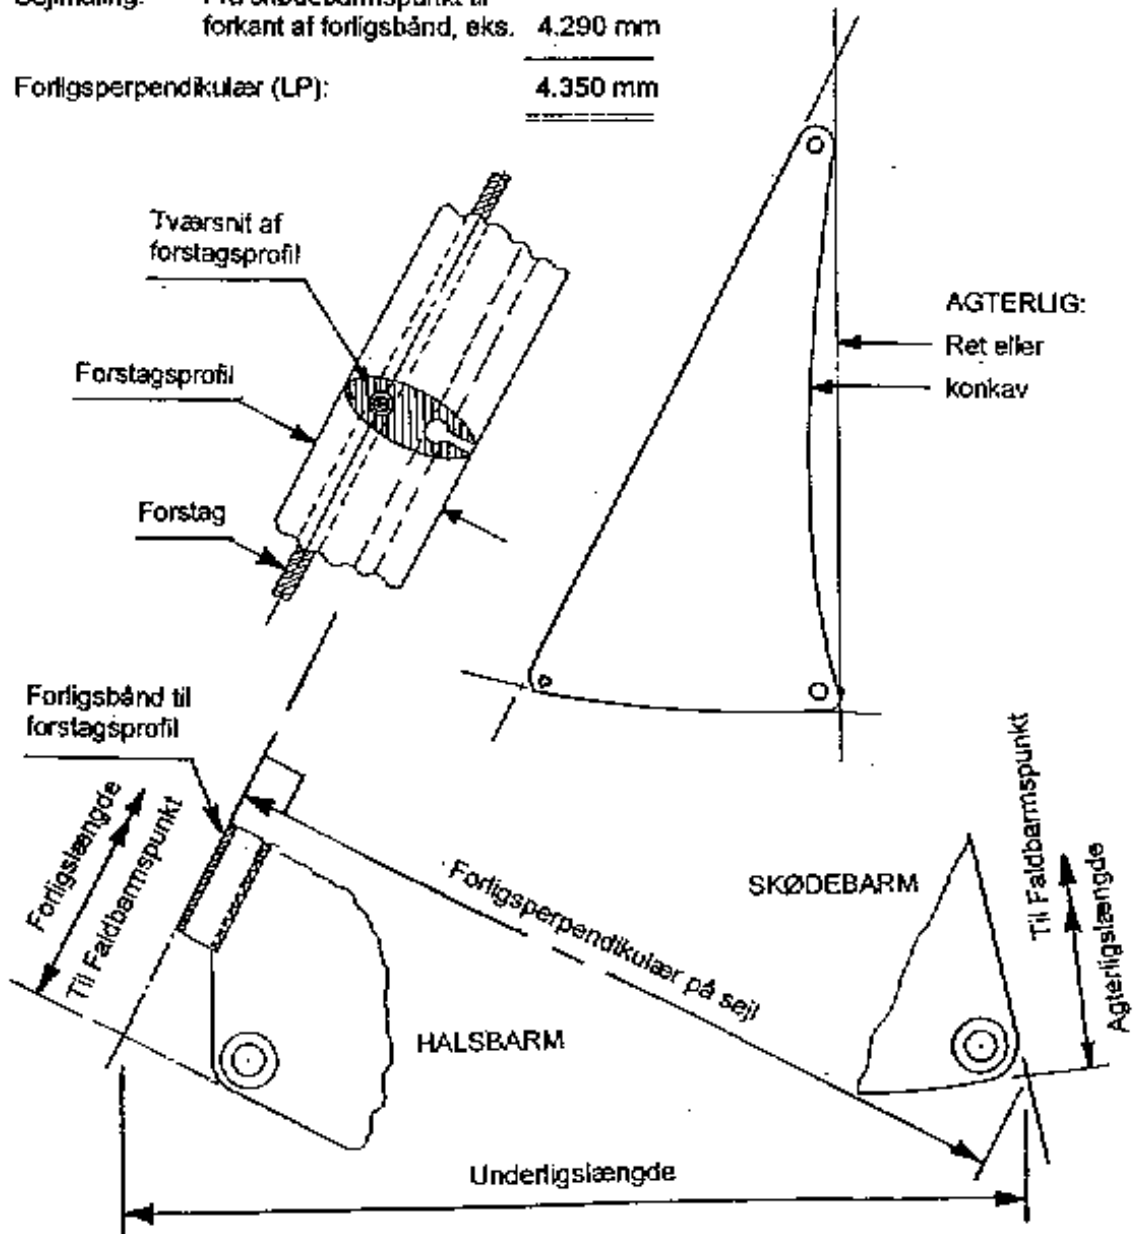 forkant af forligsbånd, eks. 4.290 mm
Forligsperpendikulær (LP): 4.350 mm
Tværsnit af
forstagsprofil
AGTERLIG:
Ret eller
konkav
Forstagsprofil
Forstag
Forligsbånd til
forstagsprofil
Forligslængde
Til Faldbarmspunkt
Forligsperpendikulær på sejl
SKØDEBARM
Til Faldbarmspunkt
Agterligslængde
HALSBARM
Underligslængde